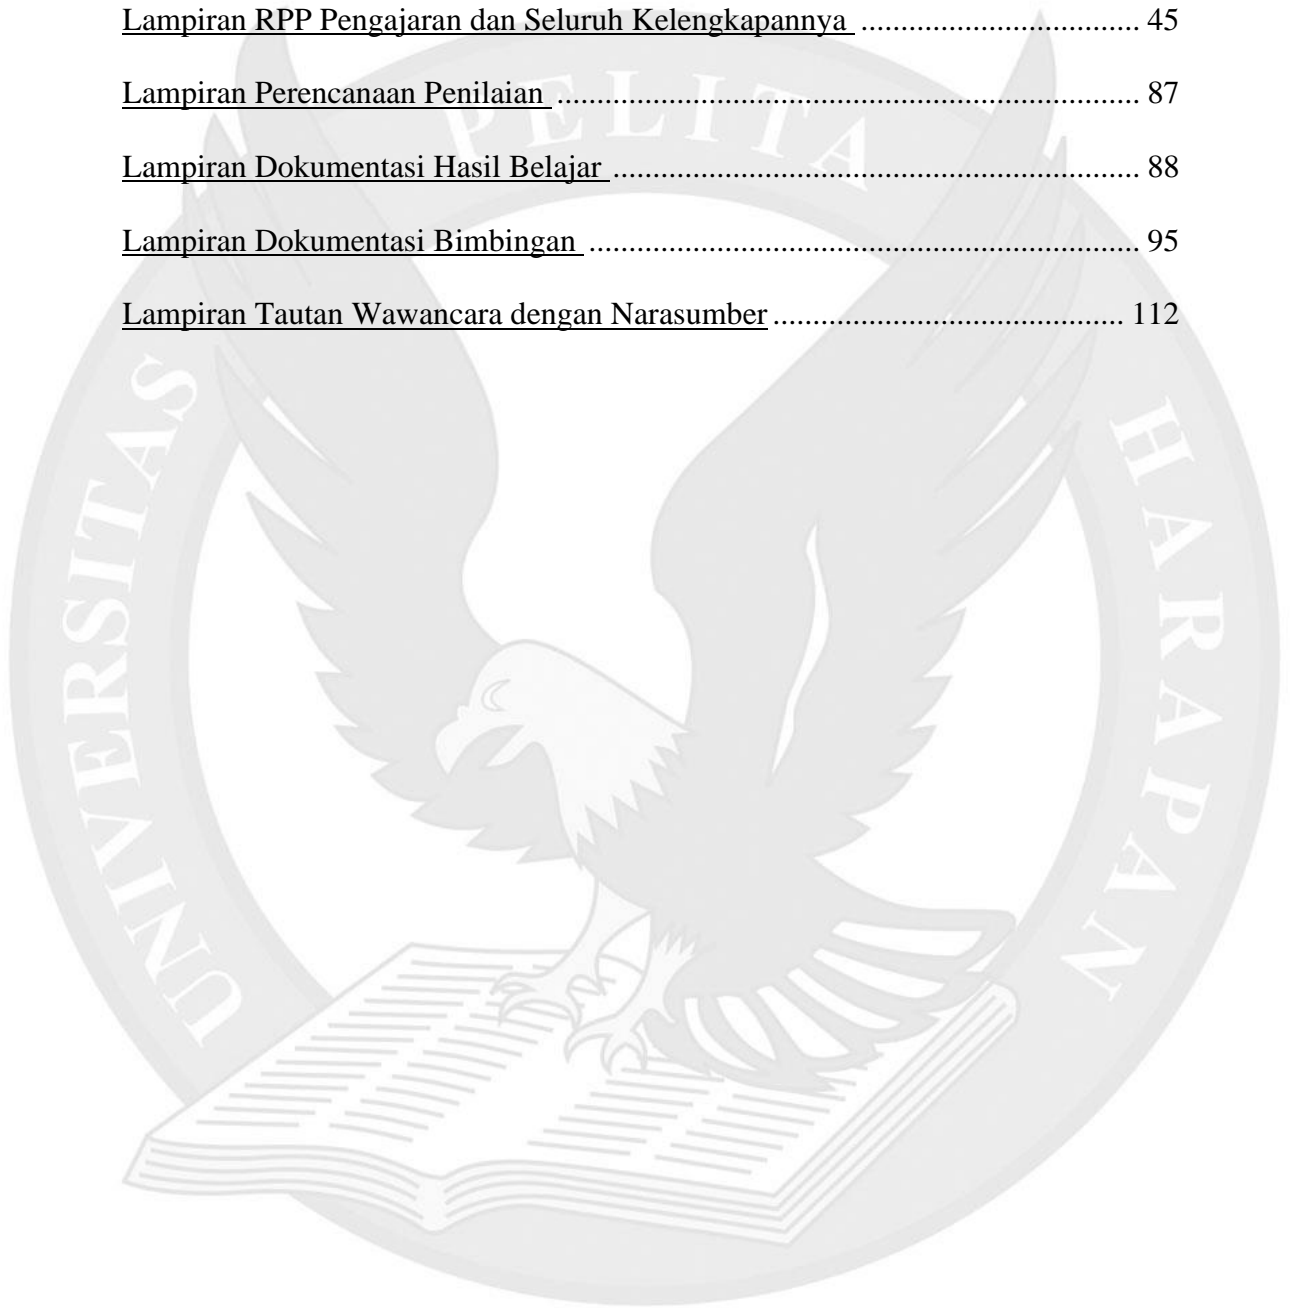 Lampiran RPP Pengajaran dan Seluruh Kelengkapannya ................................. 45
Lampiran Perencanaan Penilaian ...................................................................... 87
Lampiran Dokumentasi Hasil Belajar ................................................................ 88
Lampiran Dokumentasi Bimbingan ................................................................... 95
Lampiran Tautan Wawancara dengan Narasumber .......................................... 112
UNIVERSITAS PELITA HARAPAN